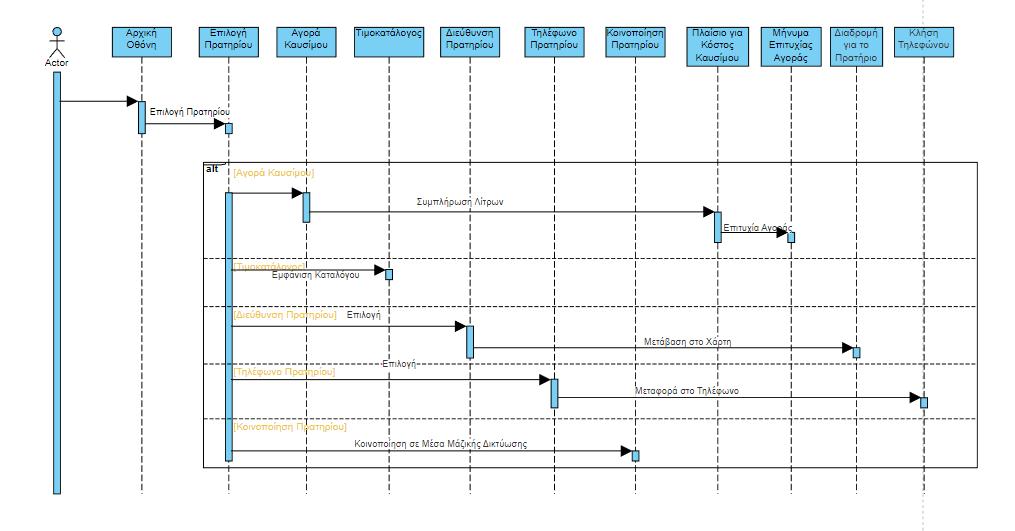 Αρχική
Οθόνη
Επιλογή
Πρατηρίου
Αγορά
Καυσίμου
Τιμοκατάλογος
Διεύθυνση
Πρατηρίου
Τηλέφωνο
Πρατηρίου
Κοινοποίηση
Πρατηρίου
Πλαίσιο για
Κόστος
Καυσίμου
Μήνυμα
Επιτυχίας
Αγοράς
Διαδρομή
για το
Πρατήριο
Κλήση
Τηλεφώνου
Actor
Επιλογή Πρατηρίου
alt
[Αγορά Καυσίμου]
Συμπλήρωση Λίτρων
Επιτυχία Αγοράς
[Τιμοκατάλογος]
Εμφάνιση Καταλόγου
[Διεύθυνση Πρατηρίου]
Επιλογή
Μετάβαση στο Χάρτη
Επιλογή
[Τηλέφωνο Πρατηρίου]
Μεταφορά στο Τηλέφωνο
[Κοινοποίηση Πρατηρίου]
Κοινοποίηση σε Μέσα Μάζικής Δικτύωσης